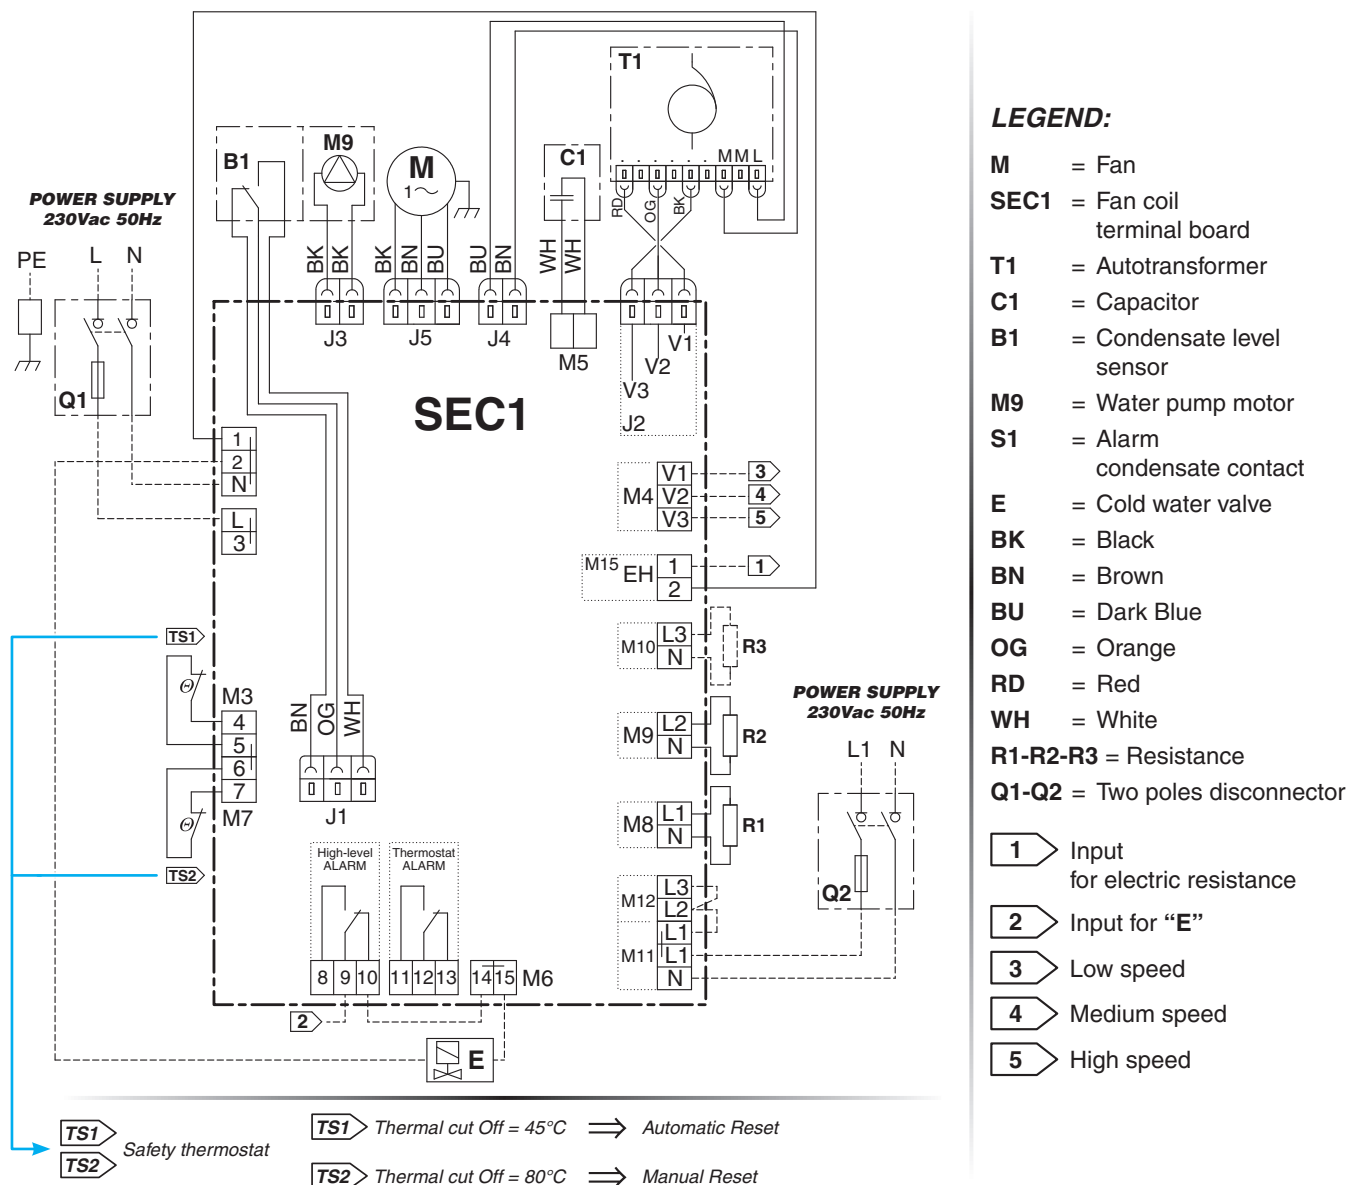 T1
. . . . . . M M L
RD
OG
BK
B1
M9
M
1~
C1
POWER SUPPLY
230Vac 50Hz
PE
L
N
Q1
BK
BK
BK
BN
BU
BU
BN
WH
WH
J3
J5
J4
M5
V1
V2
V3
J2
SEC1
1
2
N
L
3
M4
V1
V2
V3
3
4
5
M15
EH
1
2
1
M10
L3
N
R3
M9
L2
N
R2
M8
L1
N
R1
M12
L3
L2
M11
L1
L1
N
POWER SUPPLY
230Vac 50Hz
L1
N
Q2
TS1
Θ
M3
4
5
6
7
M7
Θ
TS2
BN
OG
WH
J1
High-level
ALARM
Thermostat
ALARM
8 9 10
11 12 13
14 15
M6
2
E
TS1
TS2
Safety thermostat
TS1 Thermal cut Off = 45°C ⇒ Automatic Reset
TS2 Thermal cut Off = 80°C ⇒ Manual Reset
LEGEND:
M = Fan
SEC1 = Fan coil
terminal board
T1 = Autotransformer
C1 = Capacitor
B1 = Condensate level
sensor
M9 = Water pump motor
S1 = Alarm
condensate contact
E = Cold water valve
BK = Black
BN = Brown
BU = Dark Blue
OG = Orange
RD = Red
WH = White
R1-R2-R3 = Resistance
Q1-Q2 = Two poles disconnector
1 Input
for electric resistance
2 Input for “E”
3 Low speed
4 Medium speed
5 High speed